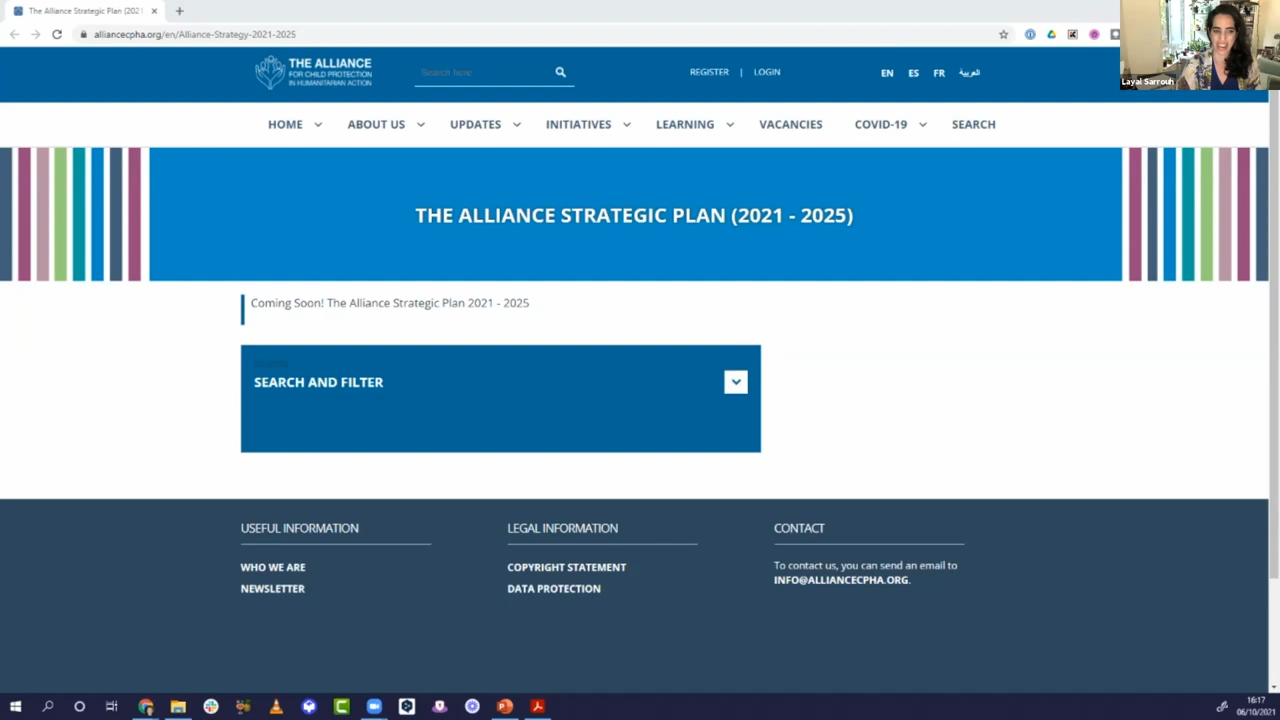 The Alliance Strategic Plan (2021
alliancecpha.org/en/Alliance-Strategy-2021-2025
Layal Sarrouh
THE ALLIANCE
FOR CHILD PROTECTION
IN HUMANITARIAN ACTION
Search here
REGISTER | LOGIN
EN ES FR العربية
HOME ABOUT US UPDATES INITIATIVES LEARNING VACANCIES COVID-19 SEARCH
THE ALLIANCE STRATEGIC PLAN (2021 - 2025)
Coming Soon! The Alliance Strategic Plan 2021 - 2025
SEARCH AND FILTER
USEFUL INFORMATION
WHO WE ARE
NEWSLETTER
LEGAL INFORMATION
COPYRIGHT STATEMENT
DATA PROTECTION
CONTACT
To contact us, you can send an email to
INFO@ALLIANCECPHA.ORG.
16:17
06/10/2021